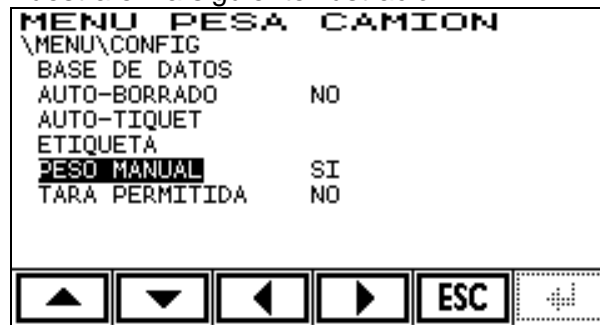 MENU PESA CAMION
\MENU\CONFIG
BASE DE DATOS
AUTO-BORRADO NO
AUTO-TIQUET
ETIQUETA
PESO MANUAL SI
TARA PERMITIDA NO
ESC